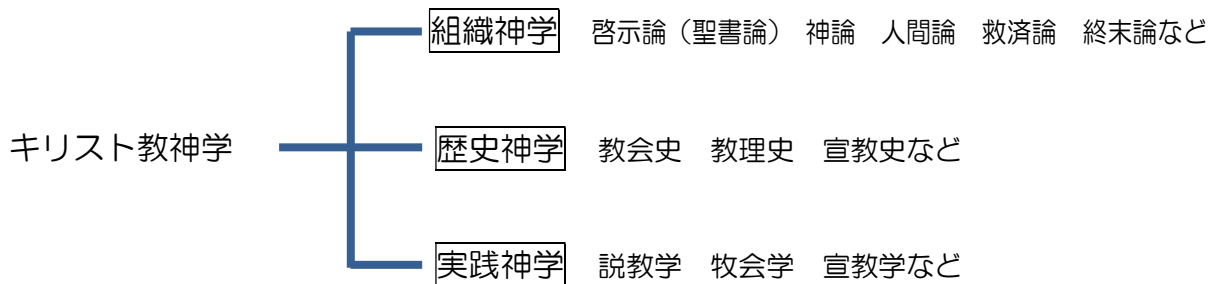 組織神学 啓示論（聖書論） 神論 人間論 救済論 終末論など
キリスト教神学
歴史神学 教会史 教理史 宣教史など
実践神学 説教学 牧会学 宣教学など